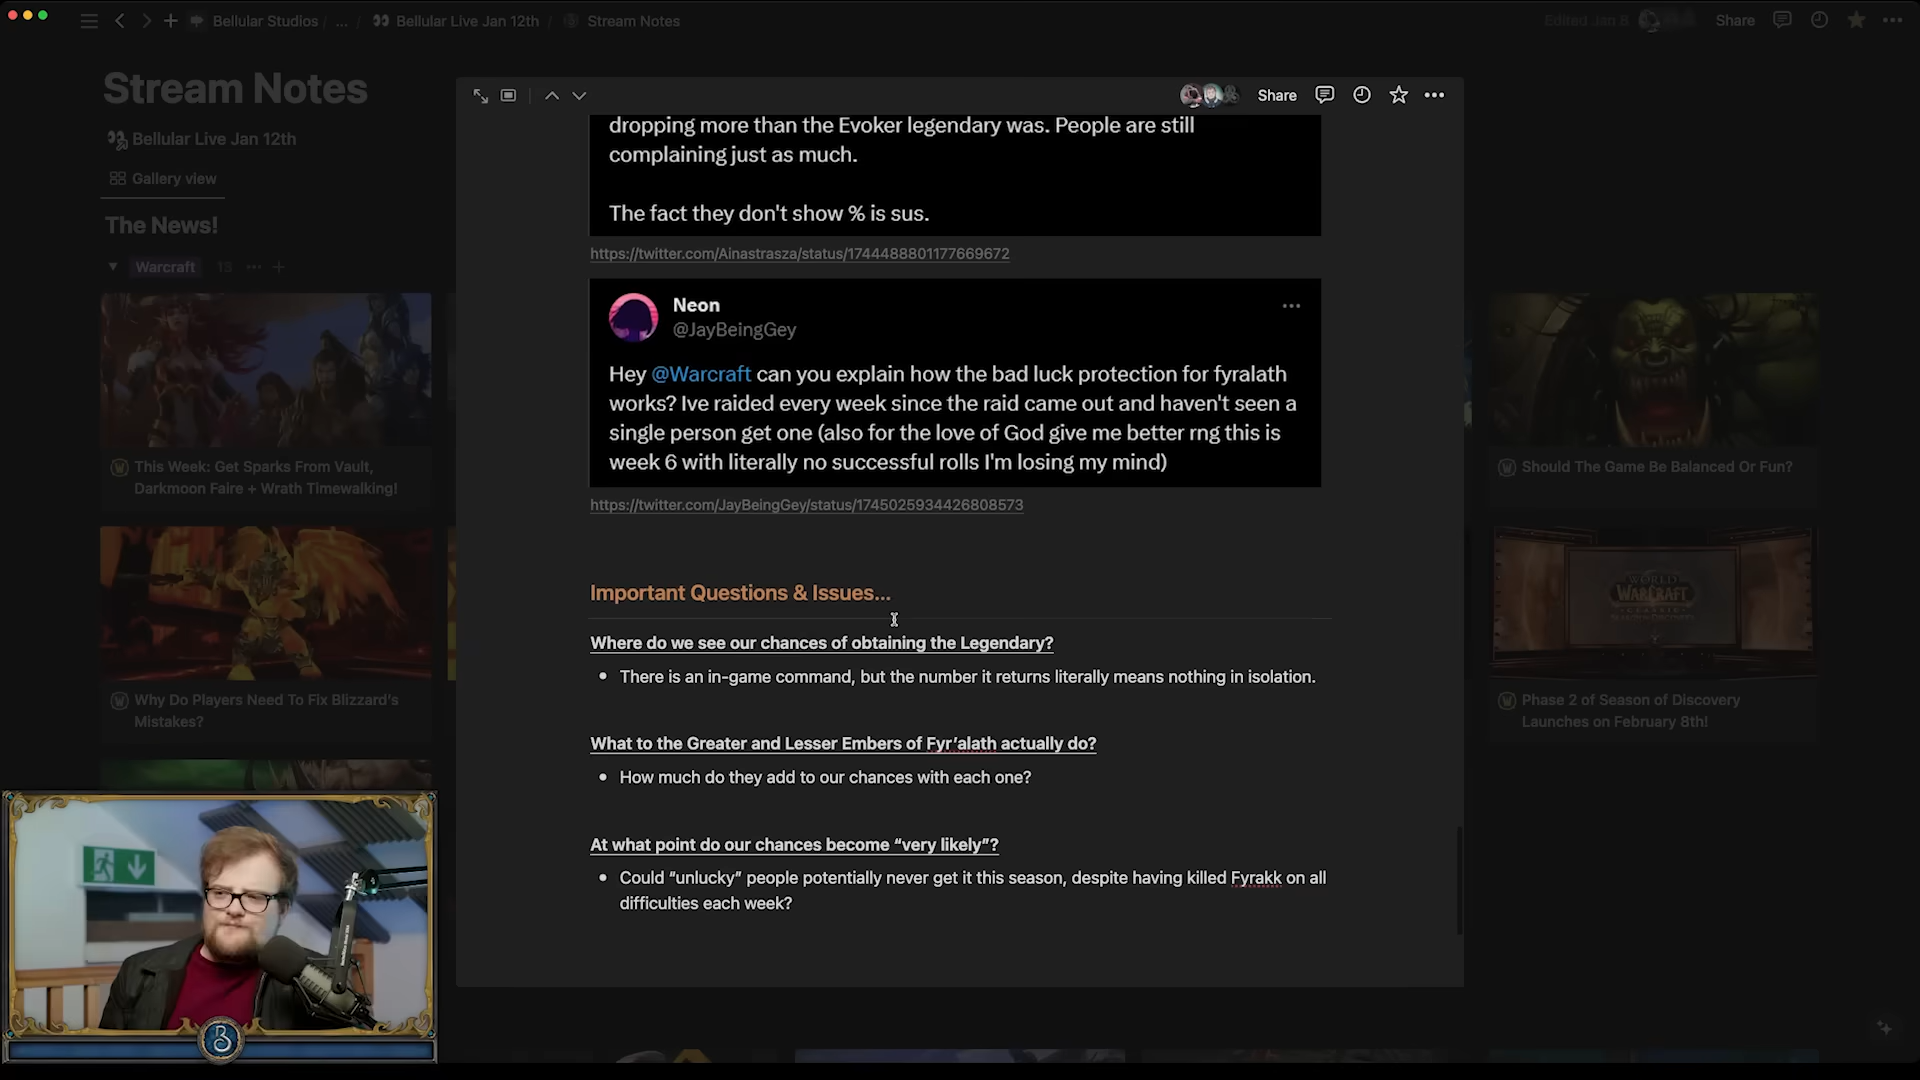 Bellular Studios / ... / Bellular Live Jan 12th / Stream Notes
Edited Jan 8
Share
Stream Notes
Bellular Live Jan 12th
Gallery view
The News!
Warcraft 13
This Week: Get Sparks From Vault,
Darkmoon Faire + Wrath Timewalking!
Why Do Players Need To Fix Blizzard's
Mistakes?
Share
dropping more than the Evoker legendary was. People are still
complaining just as much.
The fact they don't show % is sus.
https://twitter.com/Ainastrasza/status/1744488801177669672
Neon
@JayBeingGey
Hey @Warcraft can you explain how the bad luck protection for fyralath
works? Ive raided every week since the raid came out and haven't seen a
single person get one (also for the love of God give me better rng this is
week 6 with literally no successful rolls I'm losing my mind)
https://twitter.com/JayBeingGey/status/1745025934426808573
Important Questions & Issues...
Where do we see our chances of obtaining the Legendary?
• There is an in-game command, but the number it returns literally means nothing in isolation.
What to the Greater and Lesser Embers of Fyr’alath actually do?
• How much do they add to our chances with each one?
At what point do our chances become “very likely”?
• Could “unlucky” people potentially never get it this season, despite having killed Fyrakk on all
difficulties each week?
Should The Game Be Balanced Or Fun?
WORLD
WARCRAFT
CLASSIC
Phase 2 of Season of Discovery
Launches on February 8th!
B